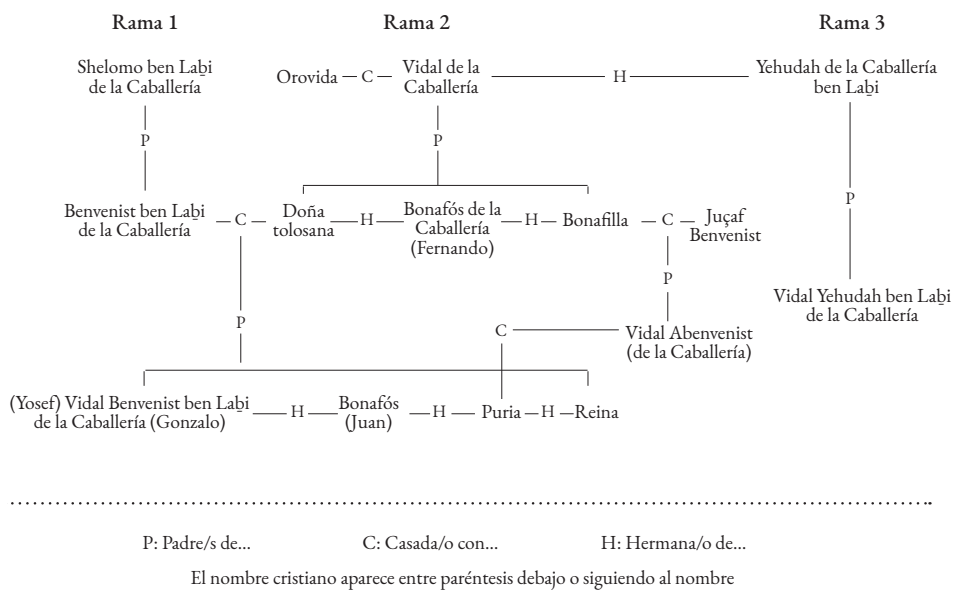 Rama 1 Rama 2 Rama 3
Shelomo ben Laḇi
de la Caballería
Orovida C Vidal de la
Caballería
H
Yehudah de la Caballería
ben Laḇi
P P
Benvenist ben Laḇi
de la Caballería
C
Doña
tolosana
H
Bonafós de la
Caballería
(Fernando)
H
Bonafilla
C
Juçaf
Benvenist
P
P
Vidal Yehudah ben Laḇi
de la Caballería
P
C
Vidal Abenvenist
(de la Caballería)
(Yosef) Vidal Benvenist ben Laḇi
de la Caballería (Gonzalo)
H
Bonafós
(Juan)
H
Puria
H
Reina
P: Padre/s de... C: Casada/o con... H: Hermana/o de...
El nombre cristiano aparece entre paréntesis debajo o siguiendo al nombre